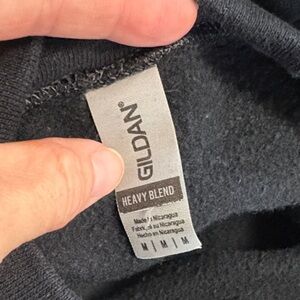 GILDAN®
HEAVY BLEND
Made in Nicaragua
Fabriqué au Nicaragua
Hecho en Nicaragua
M | M | M